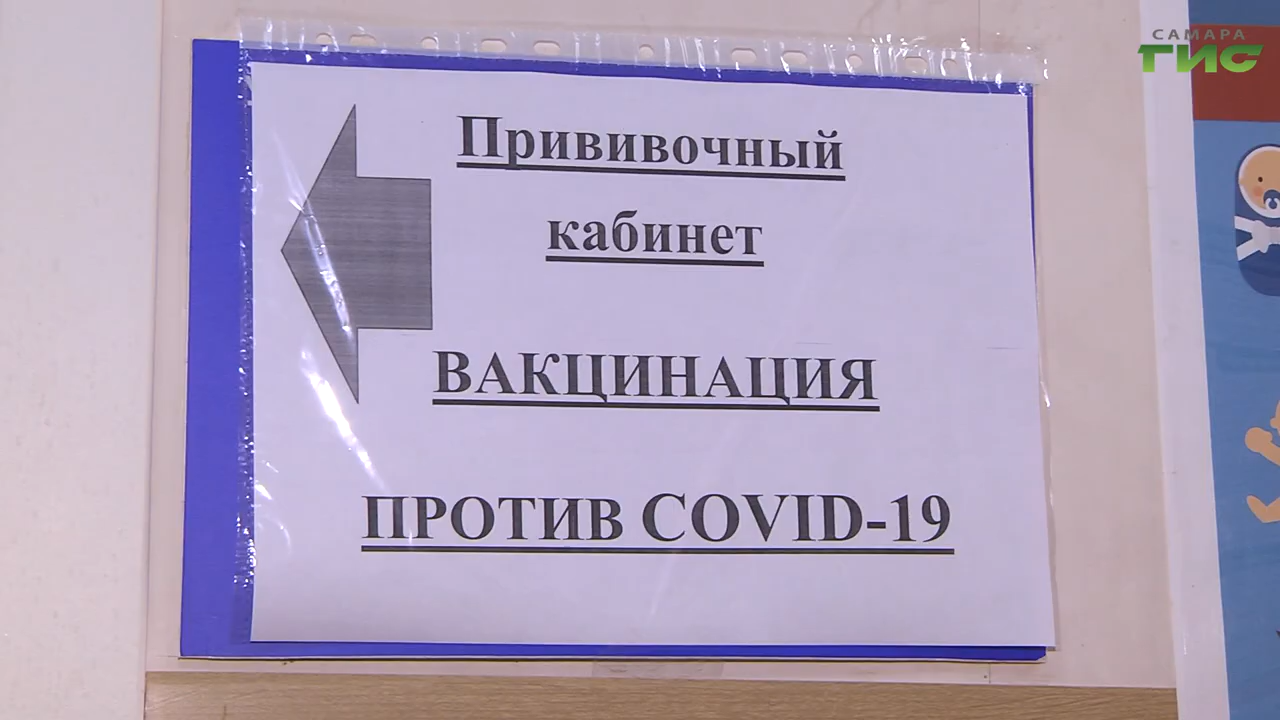 САМАРА
ГИС
Прививочный
кабинет
ВАКЦИНАЦИЯ
ПРОТИВ COVID-19